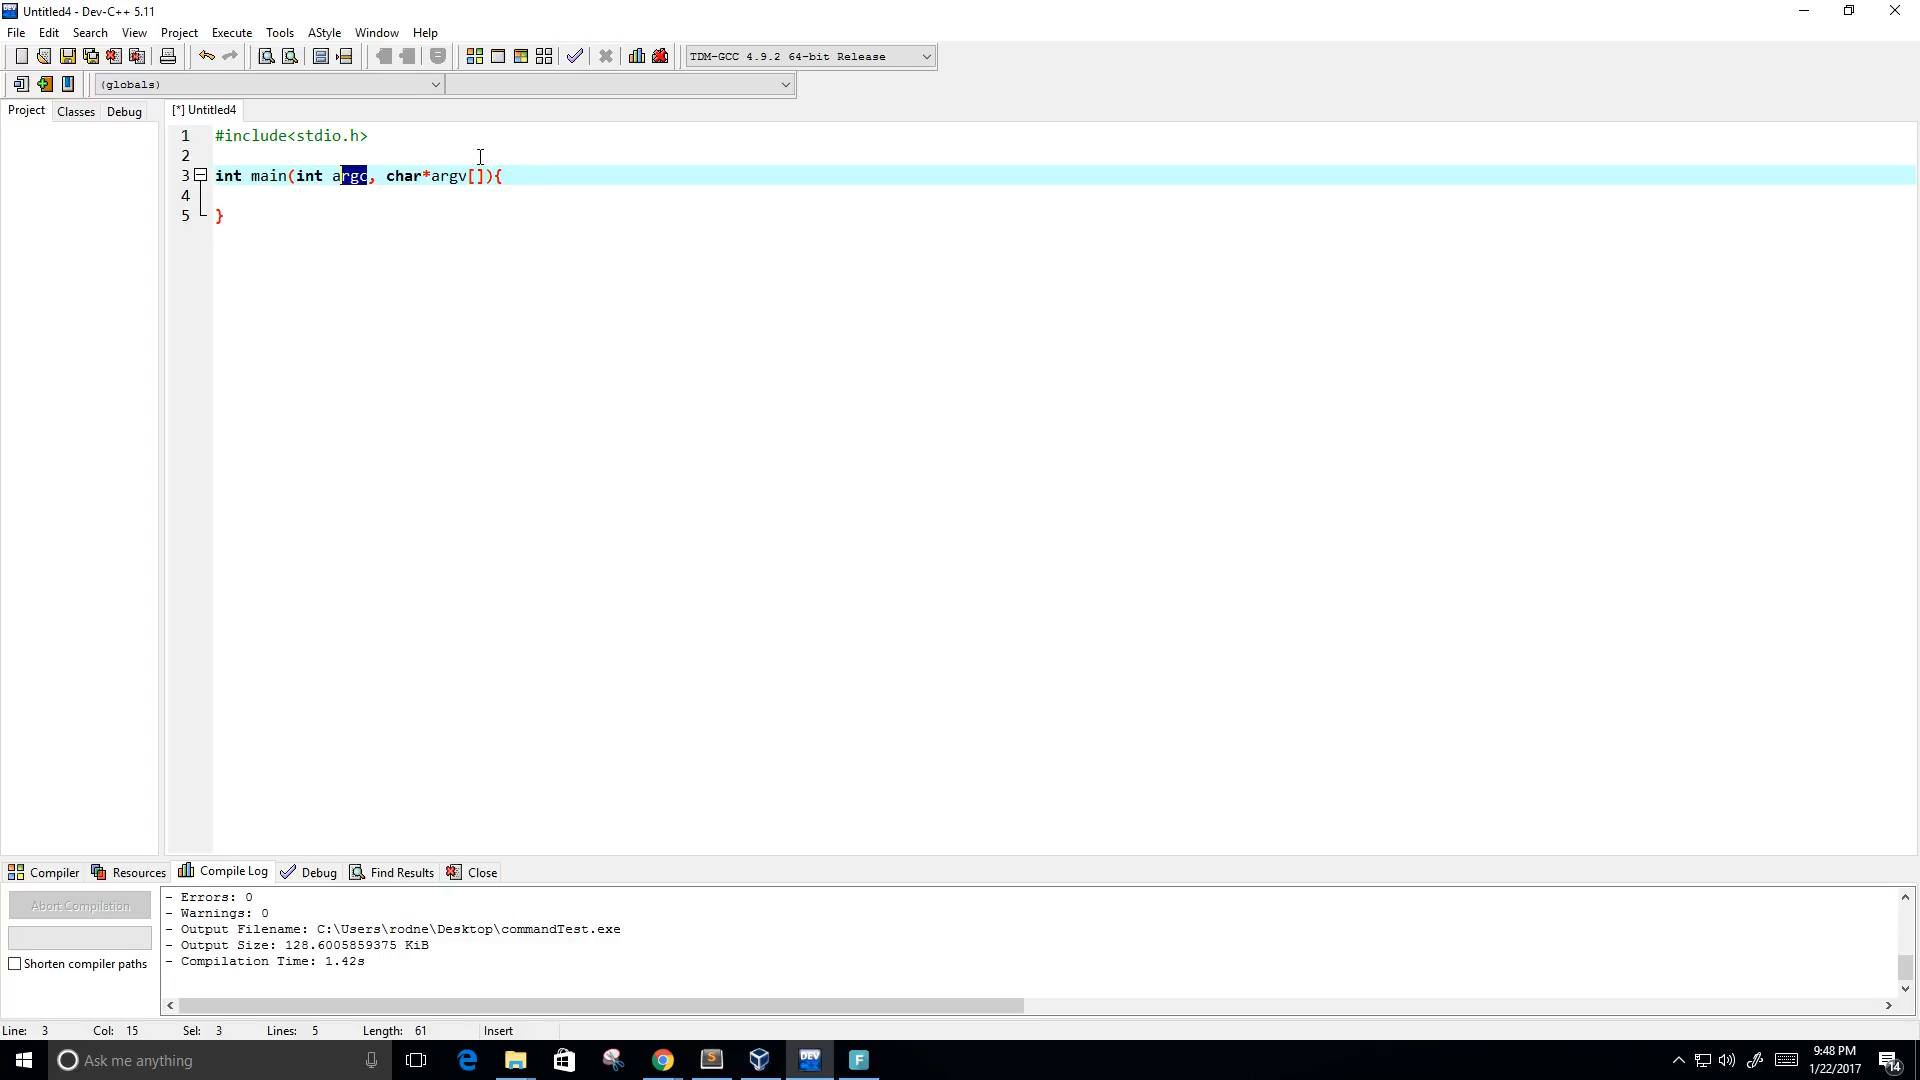 Untitled4 - Dev-C++ 5.11
File Edit Search View Project Execute Tools AStyle Window Help
TDM-GCC 4.9.2 64-bit Release
(globals)
Project Classes Debug [*] Untitled4
1 #include<stdio.h>
2
3 int main(int argc, char*argv[]){
4
5 }
Compiler Resources Compile Log Debug Find Results Close
Abort Compilation
Shorten compiler paths
- Errors: 0
- Warnings: 0
- Output Filename: C:\Users\rodne\Desktop\commandTest.exe
- Output Size: 128.6005859375 KiB
- Compilation Time: 1.42s
Line: 3 Col: 15 Sel: 3 Lines: 5 Length: 61 Insert
Ask me anything
DEV
S
F
9:48 PM
1/22/2017
14